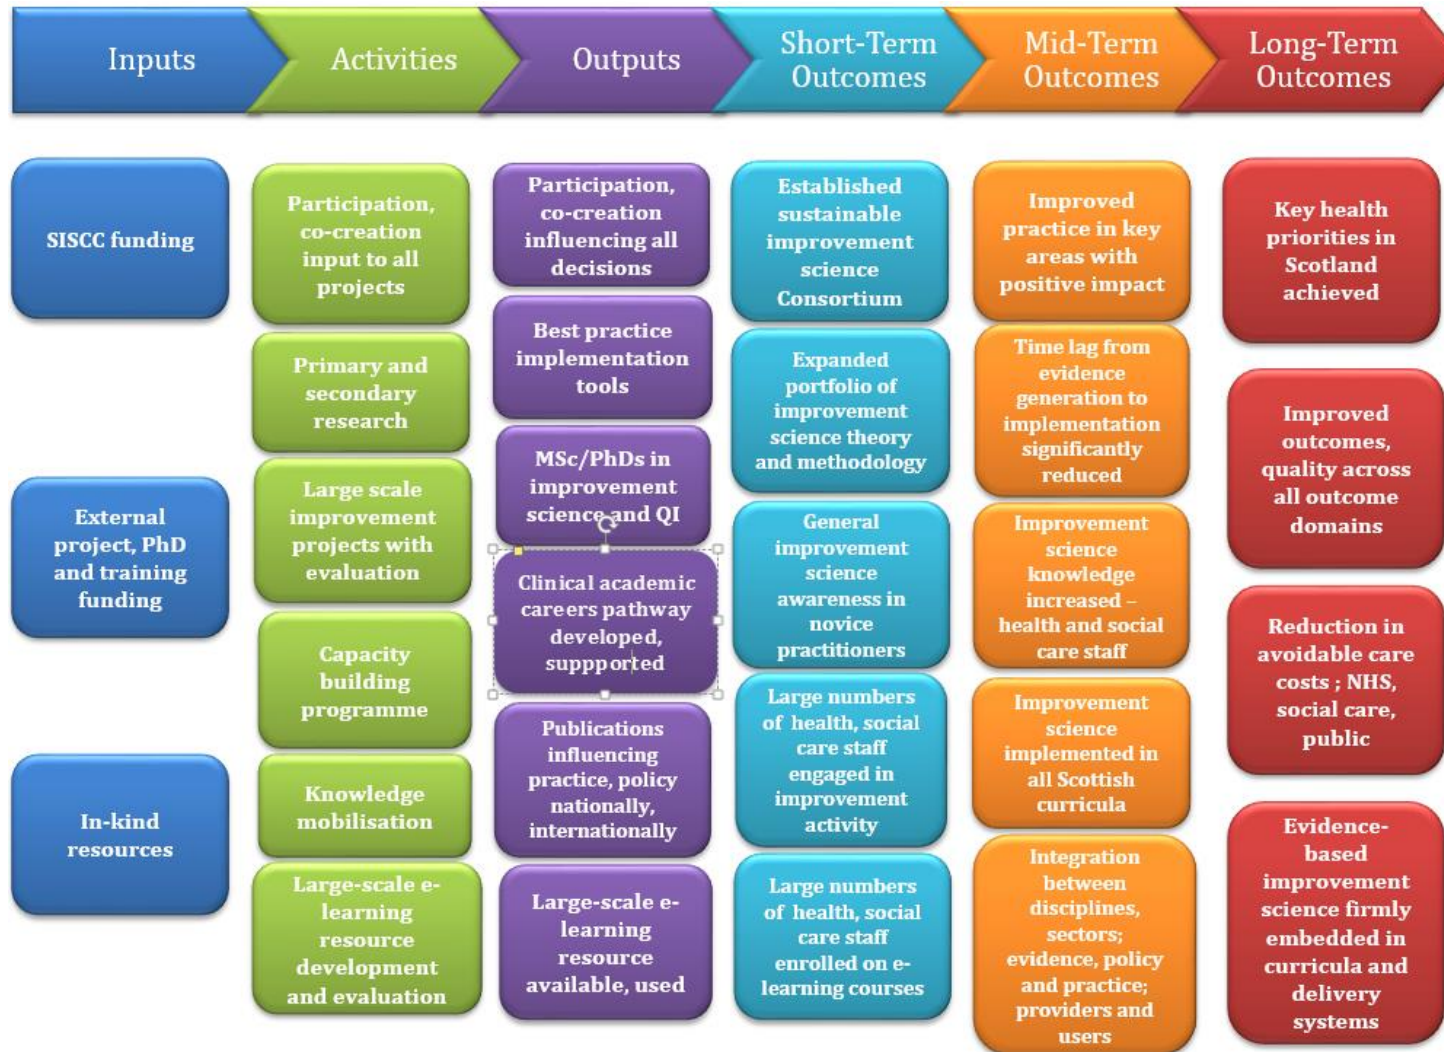 Inputs
Activities
Outputs
Short-Term
Outcomes
Mid-Term
Outcomes
Long-Term
Outcomes
SISCC funding
External
project, PhD
and training
funding
In-kind
resources
Participation,
co-creation
input to all
projects
Primary and
secondary
research
Large scale
improvement
projects with
evaluation
Capacity
building
programme
Knowledge
mobilisation
Large-scale e-
learning
resource
development
and evaluation
Participation,
co-creation
influencing all
decisions
Best practice
implementation
tools
MSc/PhDs in
improvement
science and QI
Clinical academic
careers pathway
developed,
suppported
Publications
influencing
practice, policy
nationally,
internationally
Large-scale e-
learning
resource
available, used
Established
sustainable
improvement
science
Consortium
Expanded
portfolio of
improvement
science theory
and methodology
General
improvement
science
awareness in
novice
practitioners
Large numbers
of health, social
care staff
engaged in
improvement
activity
Large numbers
of health, social
care staff
enrolled on e-
learning courses
Improved
practice in key
areas with
positive impact
Time lag from
evidence
generation to
implementation
significantly
reduced
Improvement
science
knowledge
increased –
health and social
care staff
Improvement
science
implemented in
all Scottish
curricula
Integration
between
disciplines,
sectors;
evidence, policy
and practice;
providers and
users
Key health
priorities in
Scotland
achieved
Improved
outcomes,
quality across
all outcome
domains
Reduction in
avoidable care
costs ; NHS,
social care,
public
Evidence-
based
improvement
science firmly
embedded in
curricula and
delivery
systems